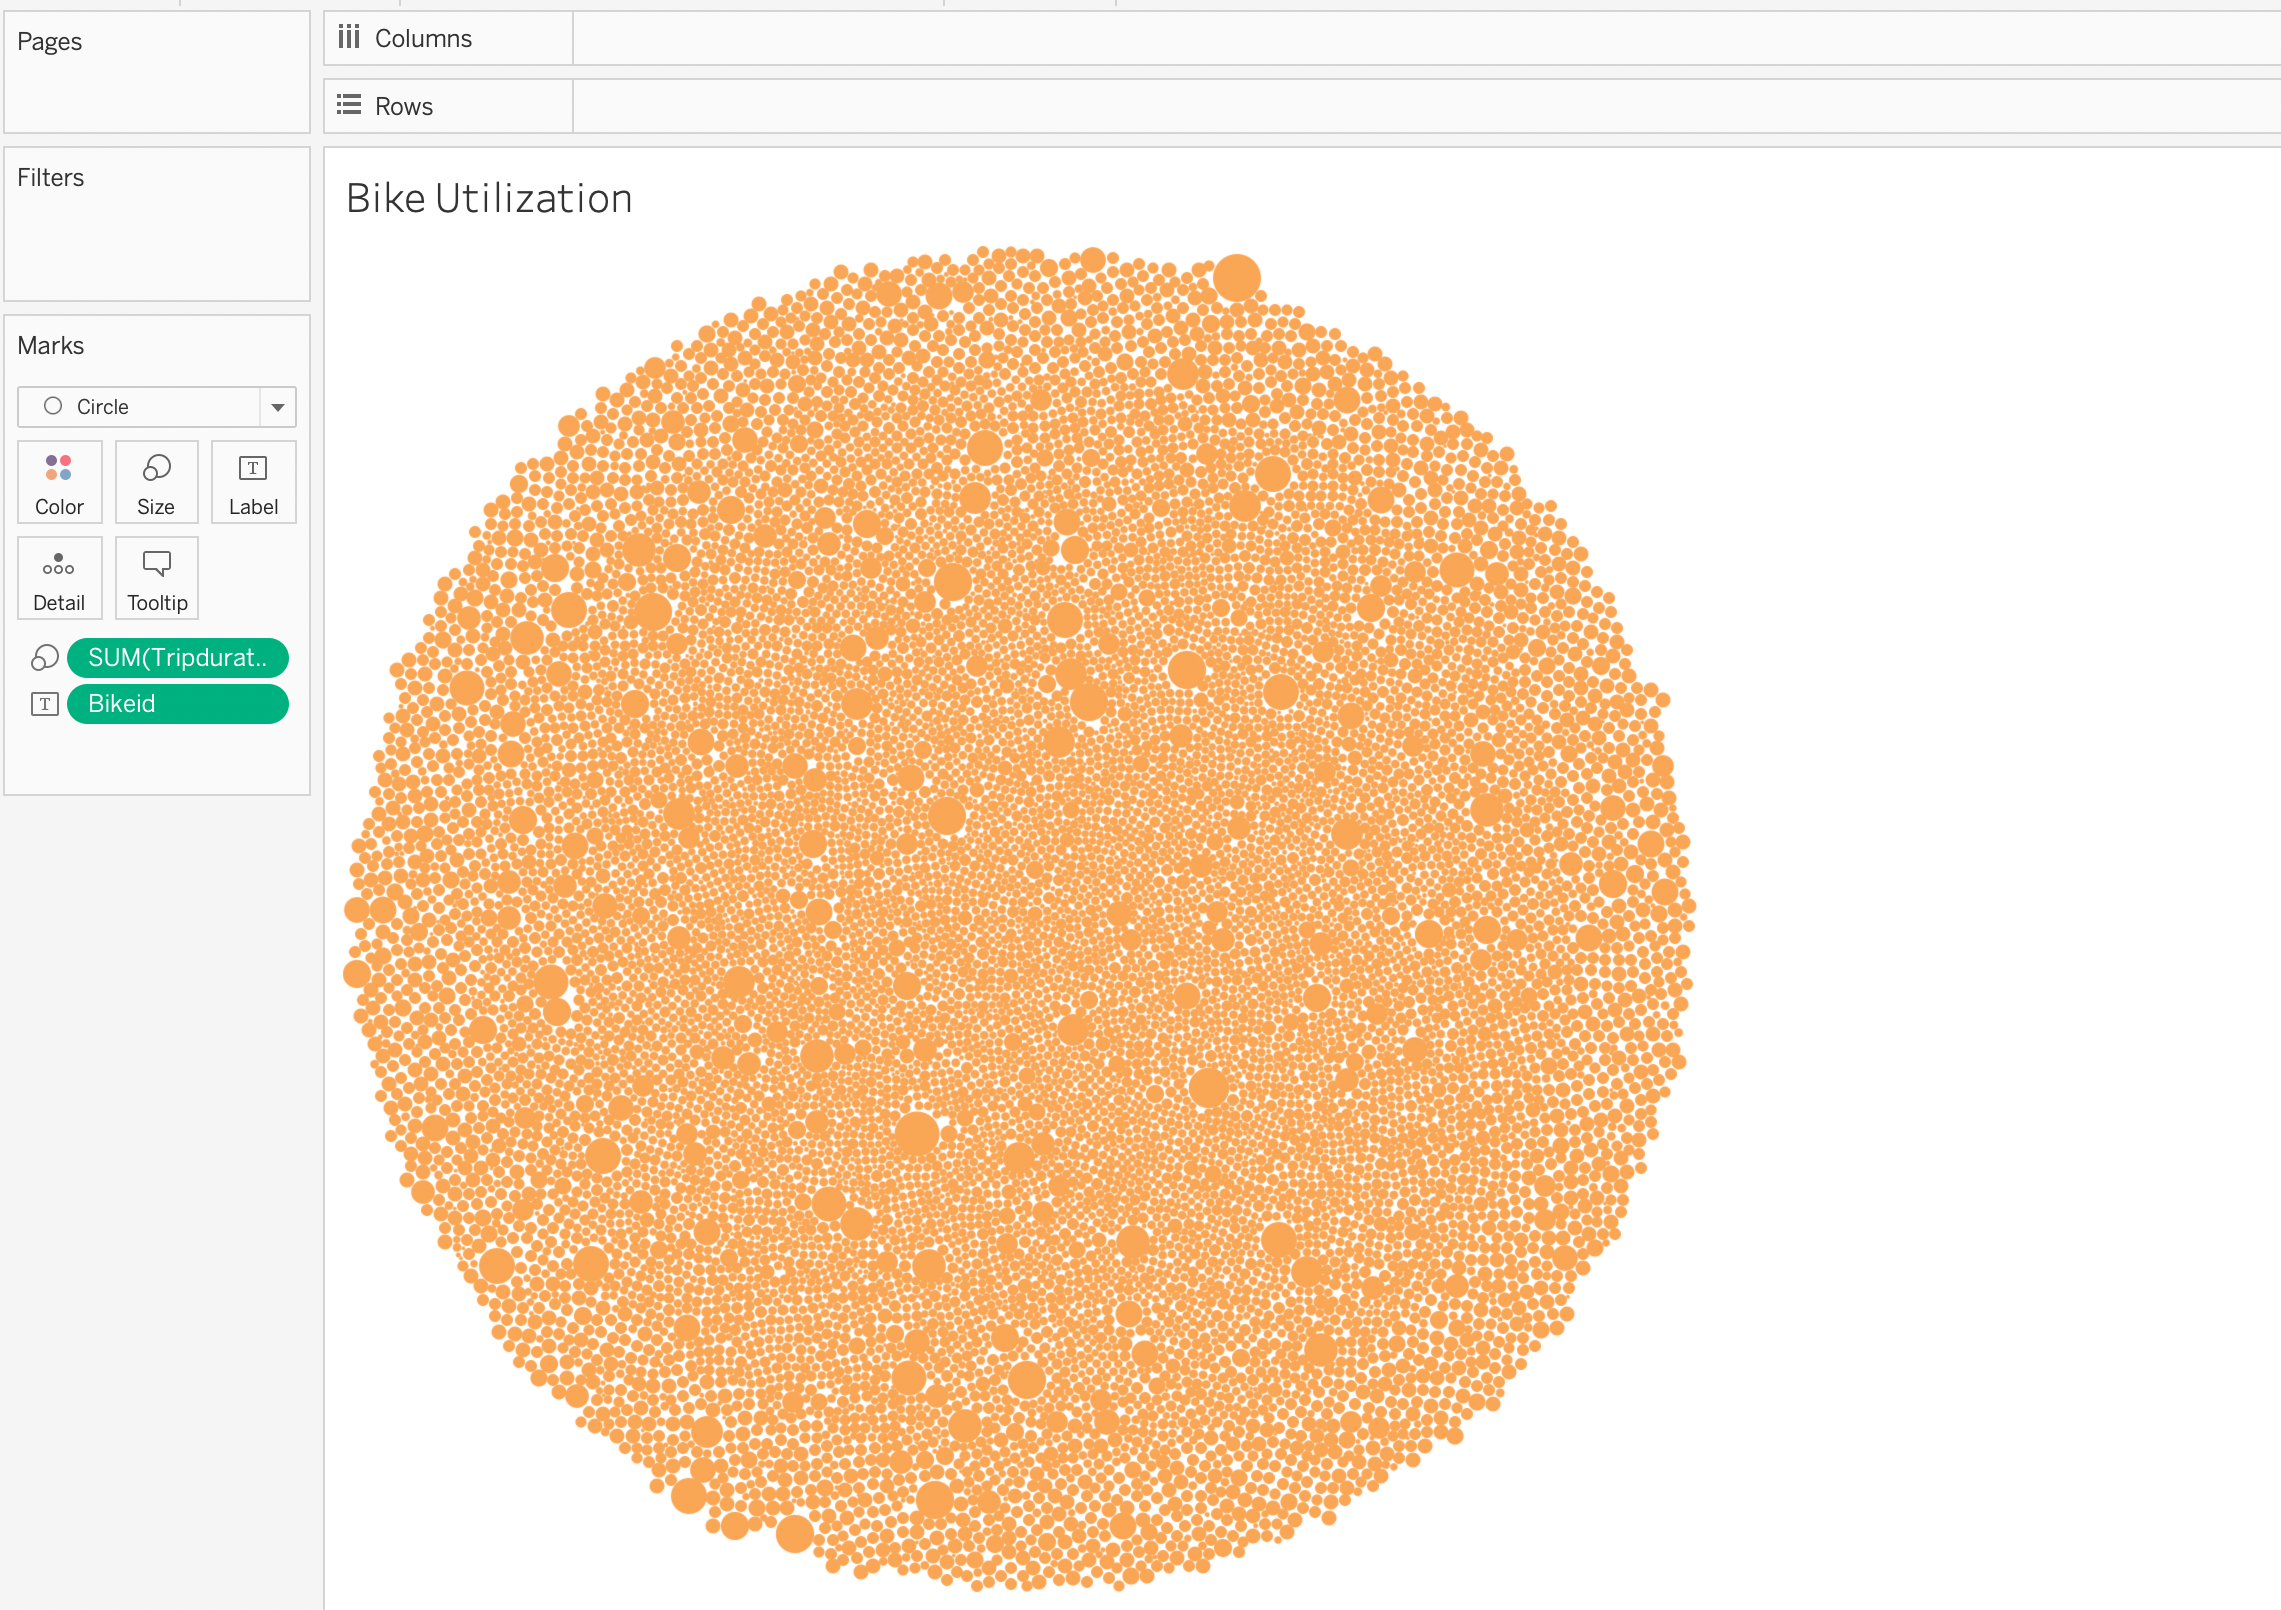 Pages
Columns
Rows
Filters
Bike Utilization
Marks
Circle
Color Size Label
Detail Tooltip
SUM(Tripdurat..
Bikeid